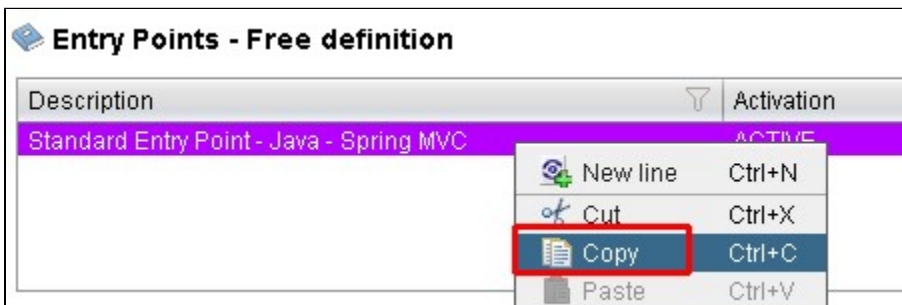 Entry Points - Free definition
Description Activation
Standard Entry Point - Java - Spring MVC ACTIVE
New line Ctrl+N
Cut Ctrl+X
Copy Ctrl+C
Paste Ctrl+V